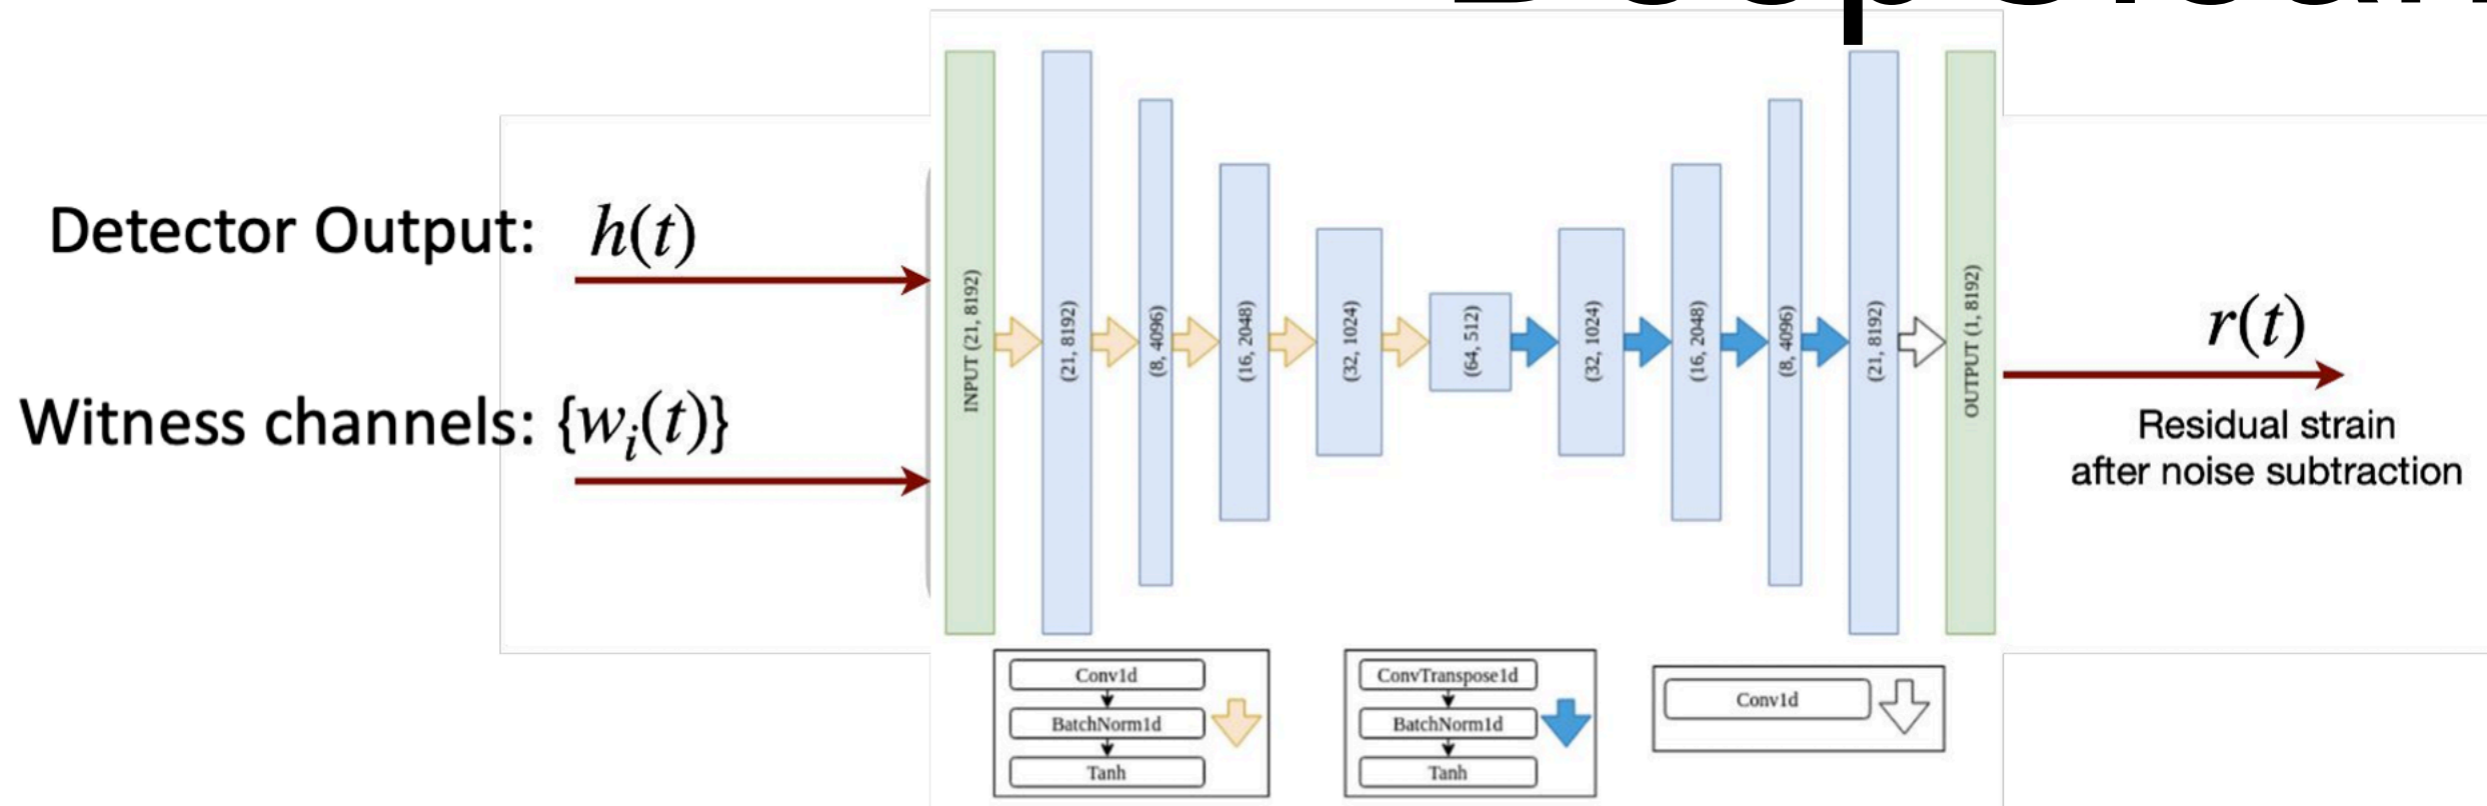 Detector Output: h(t)
Witness channels: {w_i(t)}
INPUT (21, 8192)
(21, 8192)
(8, 4096)
(16, 2048)
(32, 1024)
(64, 512)
(32, 1024)
(16, 2048)
(8, 4096)
(21, 8192)
OUTPUT (1, 8192)
r(t)
Residual strain
after noise subtraction
Conv1d
BatchNorm1d
Tanh
ConvTranspose1d
BatchNorm1d
Tanh
Conv1d